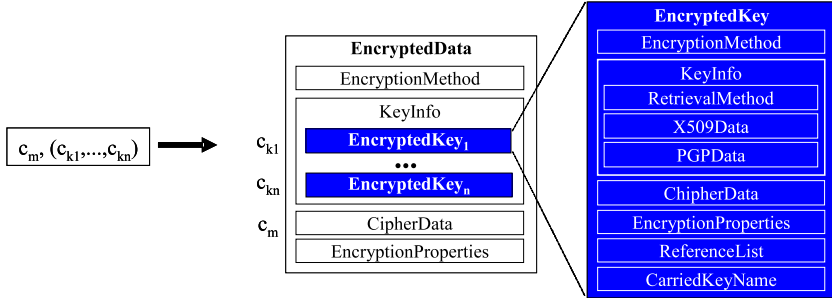 cm, (ck1,...,ckn)
EncryptedData
EncryptionMethod
KeyInfo
ck1
EncryptedKey1
...
ckn
EncryptedKeyn
cm
CipherData
EncryptionProperties
EncryptedKey
EncryptionMethod
KeyInfo
RetrievalMethod
X509Data
PGPData
ChipherData
EncryptionProperties
ReferenceList
CarriedKeyName